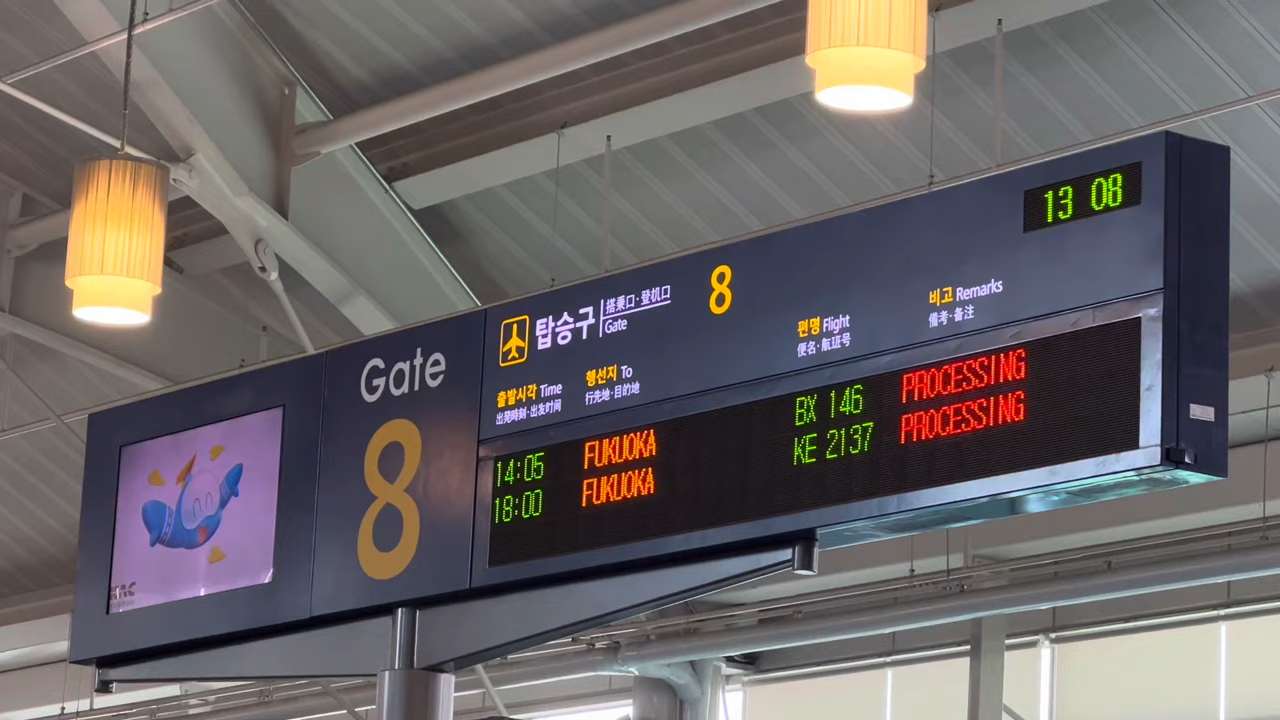 13 08
탑승구 搭乗口·登机口
Gate
8
Gate
8
출발시각 Time
出発時刻·出发时间
행선지 To
行先地·目的地
편명 Flight
便名·航班号
비고 Remarks
備考·备注
14:05 FUKUOKA BX 146 PROCESSING
18:00 FUKUOKA KE 2137 PROCESSING
KAC